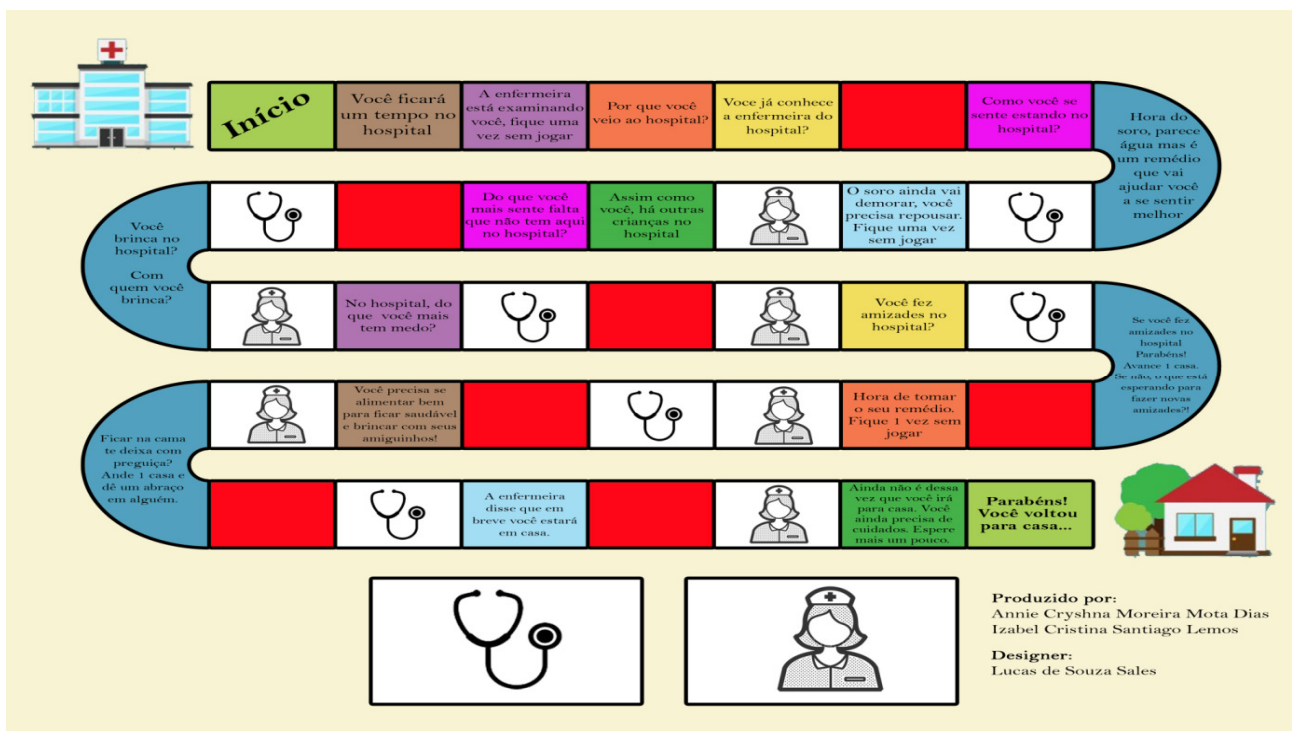 Início
Você ficará
um tempo no
hospital
A enfermeira
está examinando
você, fique uma
vez sem jogar
Por que você
veio ao hospital?
Voce já conhece
a enfermeira do
hospital?
Como você se
sente estando no
hospital?
Hora do
soro, parece
água mas é
um remédio
que vai
ajudar você
a se sentir
melhor
O soro ainda vai
demorar, você
precisa repousar.
Fique uma vez
sem jogar
Assim como
você, há outras
crianças no
hospital
Do que você
mais sente falta
que não tem aqui
no hospital?
Você
brinca no
hospital?
Com
quem você
brinca?
No hospital, do
que você mais
tem medo?
Você fez
amizades no
hospital?
Se você fez
amizades no
hospital
Parabéns!
Avance 1 casa.
Se não, o que está
esperando para
fazer novas
amizades?!
Hora de tomar
o seu remédio.
Fique 1 vez sem
jogar
Você precisa se
alimentar bem
para ficar saudável
e brincar com seus
amiguinhos!
Ficar na cama
te deixa com
preguiça?
Ande 1 casa e
dê um abraço
em alguém.
A enfermeira
disse que em
breve você estará
em casa.
Ainda não é dessa
vez que você irá
para casa. Você
ainda precisa de
cuidados. Espere
mais um pouco.
Parabéns!
Você voltou
para casa...
Produzido por:
Annie Cryshna Moreira Mota Dias
Izabel Cristina Santiago Lemos
Designer:
Lucas de Souza Sales